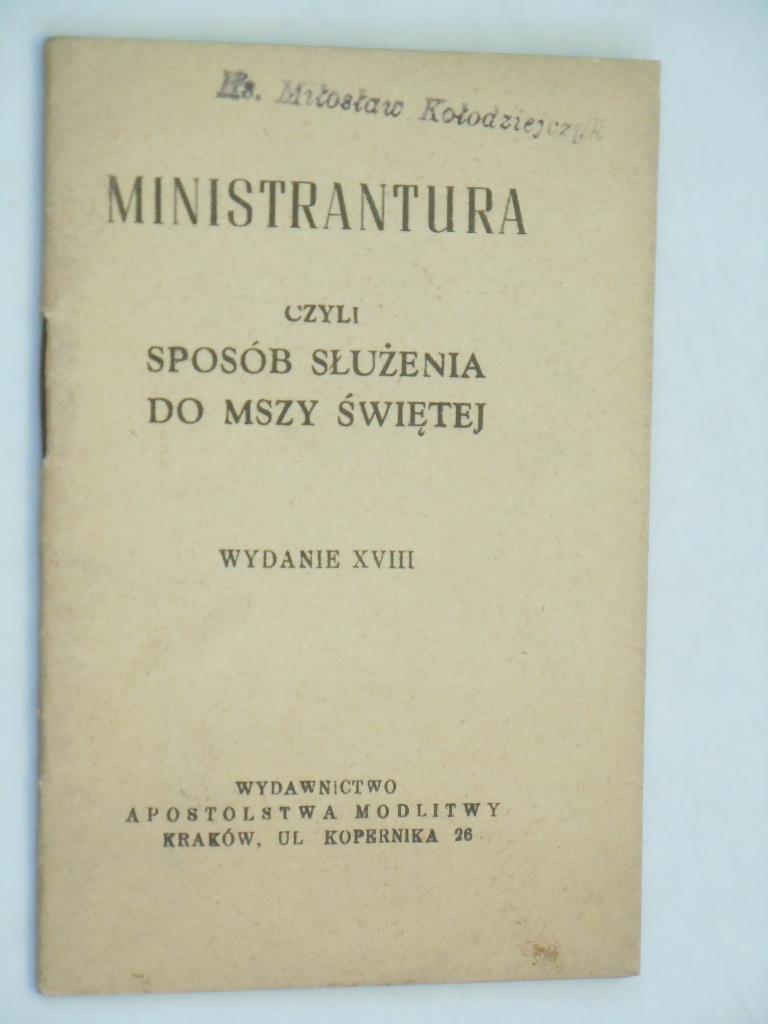 Ks. Miłosław Kołodziejczyk
MINISTRANTURA
CZYLI
SPOSÓB SŁUŻENIA
DO MSZY ŚWIĘTEJ
WYDANIE XVIII
WYDAWNICTWO
APOSTOLSTWA MODLITWY
KRAKÓW, UL KOPERNIKA 26